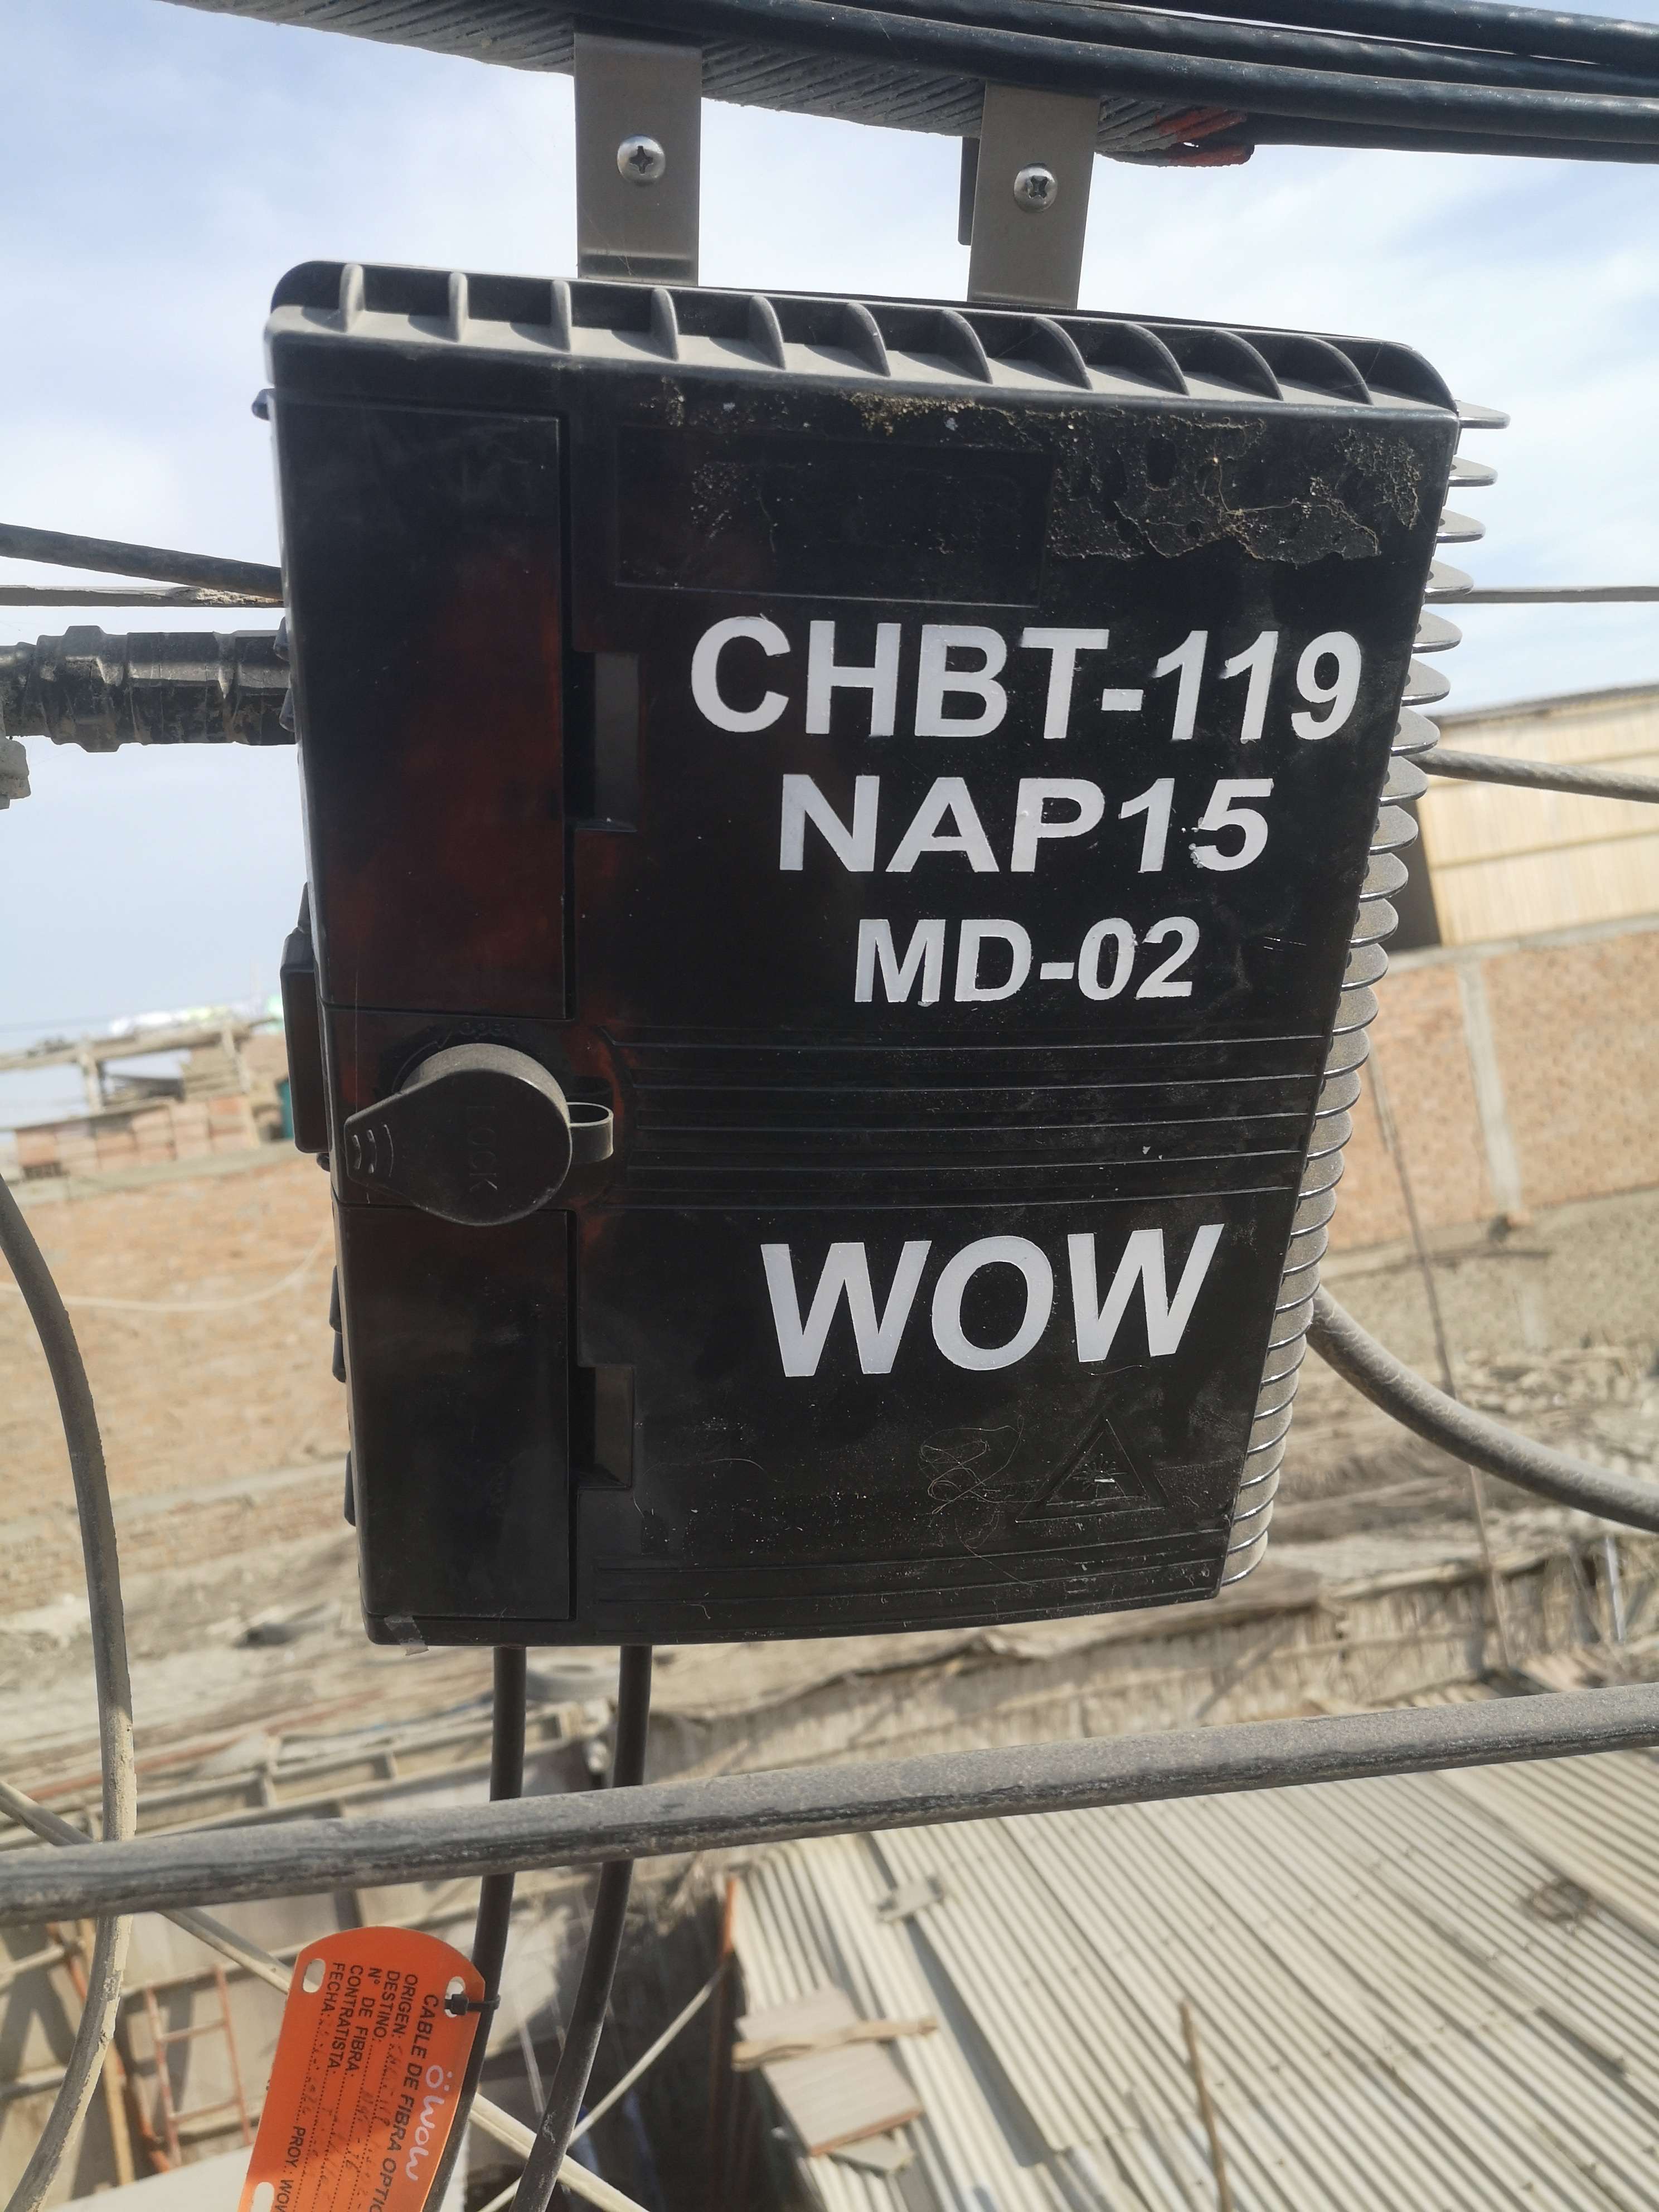 CHBT-119
NAP15
MD-02
LOCK
WOW
WOW
CABLE DE FIBRA OPTIC
ORIGEN:
DESTINO:
N° DE FIBRA:
CONTRATISTA:
FECHA:
PROY: WOW